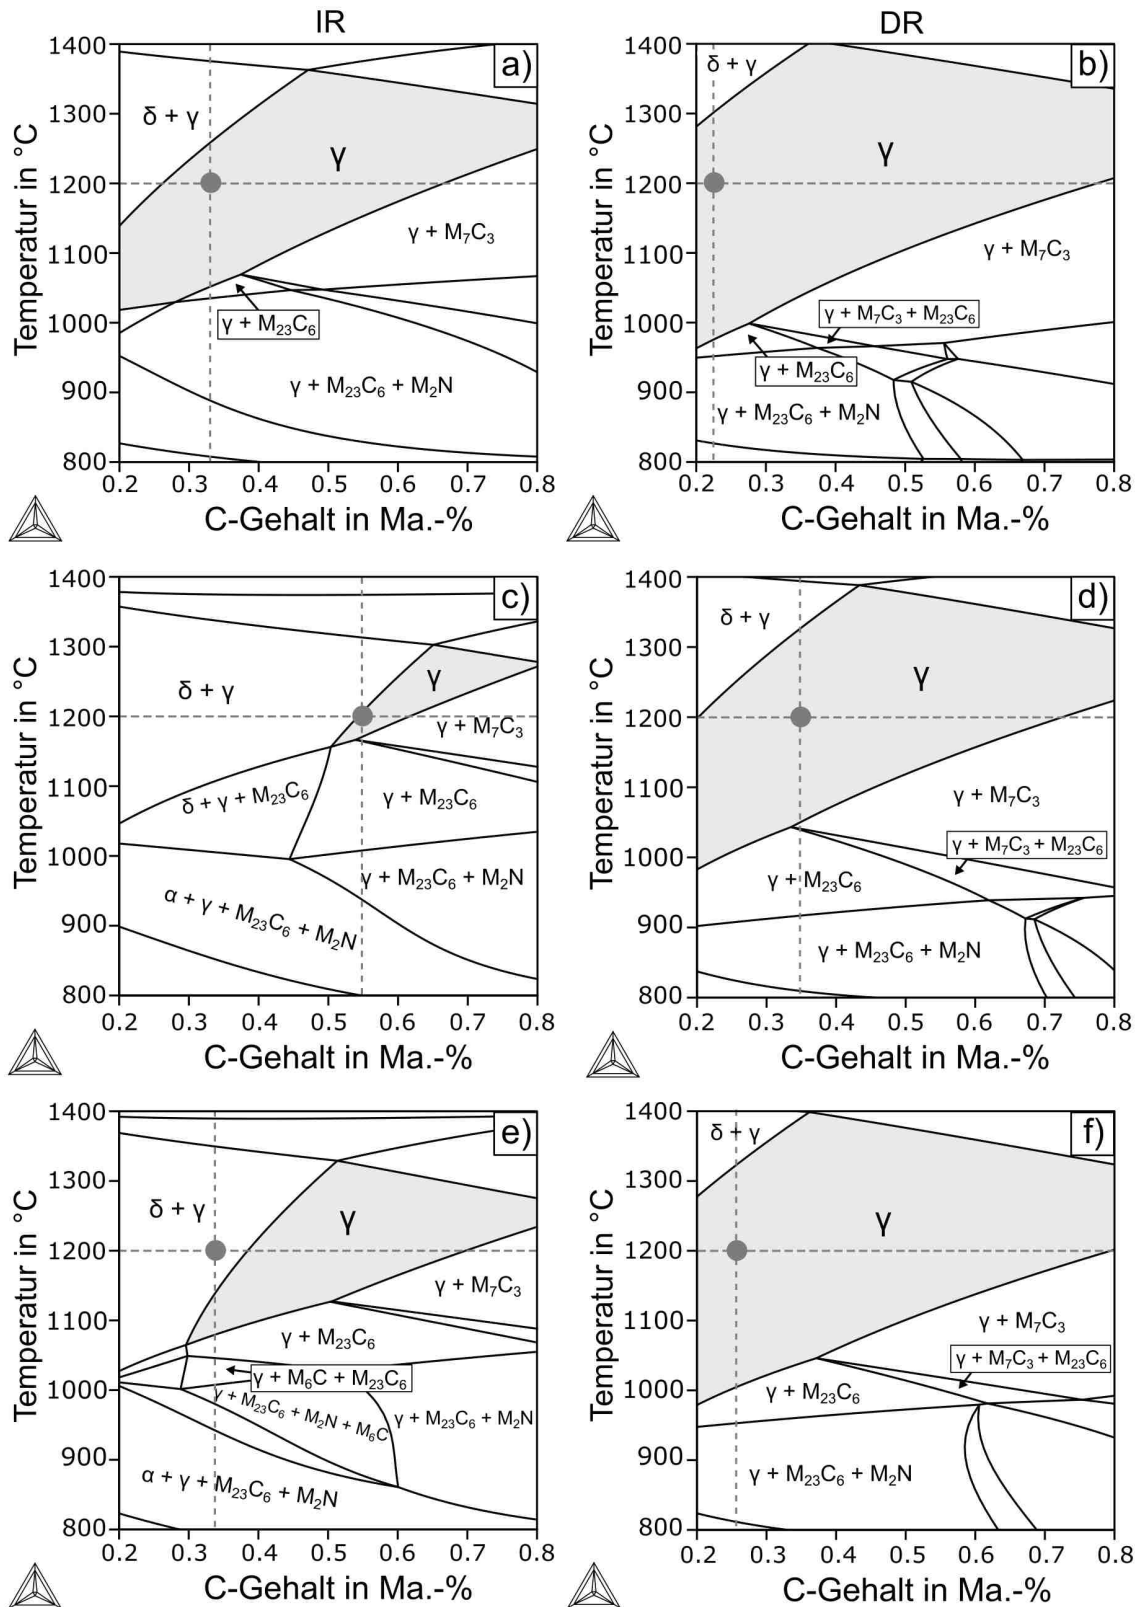 IR
DR
Temperatur in °C
1400
1300
1200
1100
1000
900
800
a)
δ + γ
γ
γ + M₇C₃
γ + M₂₃C₆
γ + M₂₃C₆ + M₂N
0.2 0.3 0.4 0.5 0.6 0.7 0.8
C-Gehalt in Ma.-%
Temperatur in °C
1400
1300
1200
1100
1000
900
800
b)
δ + γ
γ
γ + M₇C₃
γ + M₇C₃ + M₂₃C₆
γ + M₂₃C₆
γ + M₂₃C₆ + M₂N
0.2 0.3 0.4 0.5 0.6 0.7 0.8
C-Gehalt in Ma.-%
Temperatur in °C
1400
1300
1200
1100
1000
900
800
c)
γ
δ + γ
γ + M₇C₃
δ + γ + M₂₃C₆
γ + M₂₃C₆
γ + M₂₃C₆ + M₂N
α + γ + M₂₃C₆ + M₂N
0.2 0.3 0.4 0.5 0.6 0.7 0.8
C-Gehalt in Ma.-%
Temperatur in °C
1400
1300
1200
1100
1000
900
800
d)
δ + γ
γ
γ + M₇C₃
γ + M₇C₃ + M₂₃C₆
γ + M₂₃C₆
γ + M₂₃C₆ + M₂N
0.2 0.3 0.4 0.5 0.6 0.7 0.8
C-Gehalt in Ma.-%
Temperatur in °C
1400
1300
1200
1100
1000
900
800
e)
δ + γ
γ
γ + M₇C₃
γ + M₂₃C₆
γ + M₆C + M₂₃C₆
γ + M₂₃C₆ + M₂N + M₆C
γ + M₂₃C₆ + M₂N
α + γ + M₂₃C₆ + M₂N
0.2 0.3 0.4 0.5 0.6 0.7 0.8
C-Gehalt in Ma.-%
Temperatur in °C
1400
1300
1200
1100
1000
900
800
f)
δ + γ
γ
γ + M₇C₃
γ + M₇C₃ + M₂₃C₆
γ + M₂₃C₆
γ + M₂₃C₆ + M₂N
0.2 0.3 0.4 0.5 0.6 0.7 0.8
C-Gehalt in Ma.-%